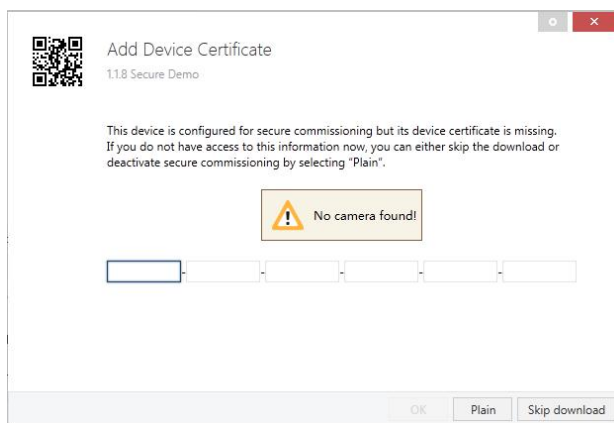 Add Device Certificate
1.1.8 Secure Demo
This device is configured for secure commissioning but its device certificate is missing.
If you do not have access to this information now, you can either skip the download or
deactivate secure commissioning by selecting "Plain".
No camera found!
- - - - -
OK Plain Skip download